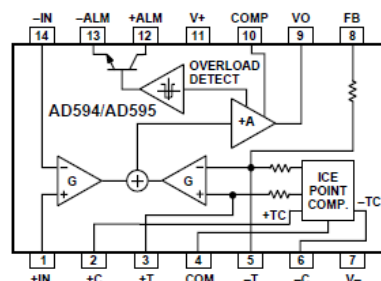 –IN –ALM +ALM V+ COMP VO FB
14 13 12 11 10 9 8
OVERLOAD
DETECT
AD594/AD595
+A
– –
G + G
+ +
ICE
POINT
COMP.
–TC
+TC
1 2 3 4 5 6 7
+IN +C +T COM –T –C V–